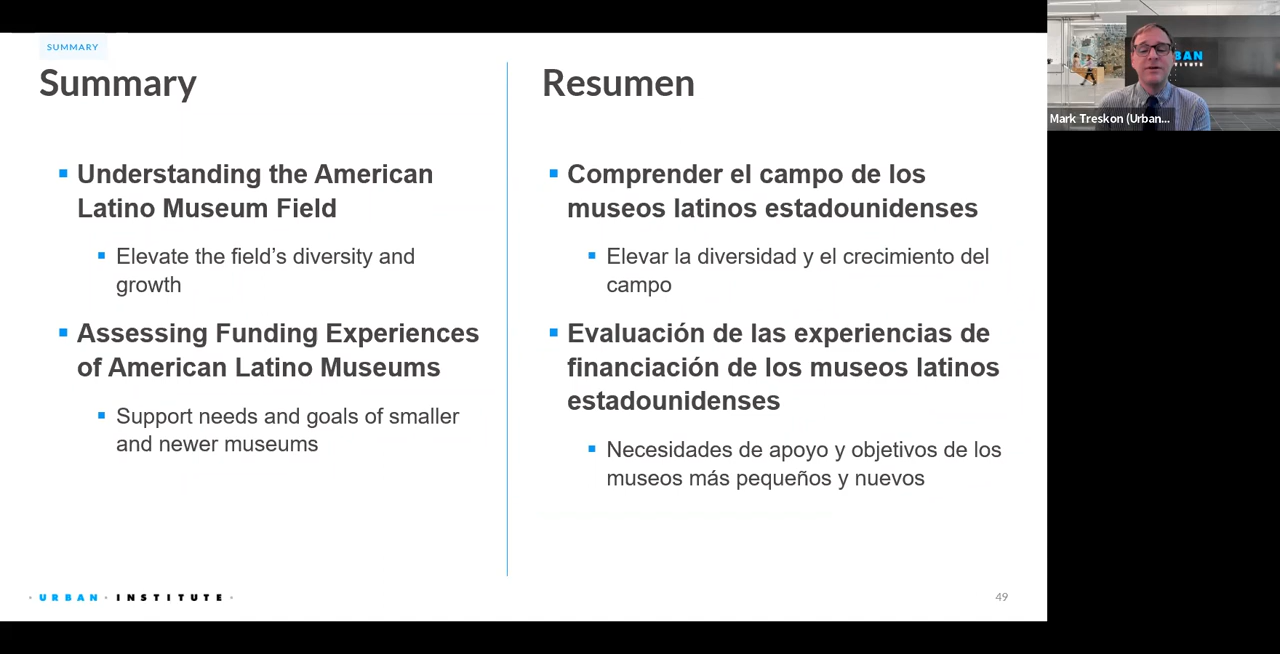 SUMMARY
Summary
Understanding the American
Latino Museum Field
Elevate the field’s diversity and
growth
Assessing Funding Experiences
of American Latino Museums
Support needs and goals of smaller
and newer museums
Resumen
Comprender el campo de los
museos latinos estadounidenses
Elevar la diversidad y el crecimiento del
campo
Evaluación de las experiencias de
financiación de los museos latinos
estadounidenses
Necesidades de apoyo y objetivos de los
museos más pequeños y nuevos
URBAN · INSTITUTE
49
BAN
TITUTE
Mark Treskon (Urban...